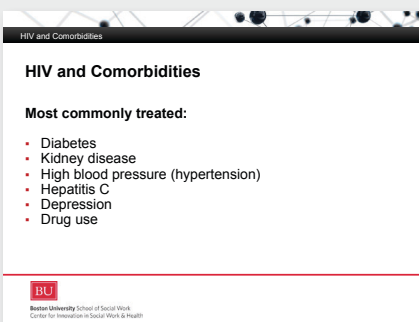 HIV and Comorbidities
HIV and Comorbidities
Most commonly treated:
▪ Diabetes
▪ Kidney disease
▪ High blood pressure (hypertension)
▪ Hepatitis C
▪ Depression
▪ Drug use
BU
Boston University School of Social Work
Center for Innovation in Social Work & Health